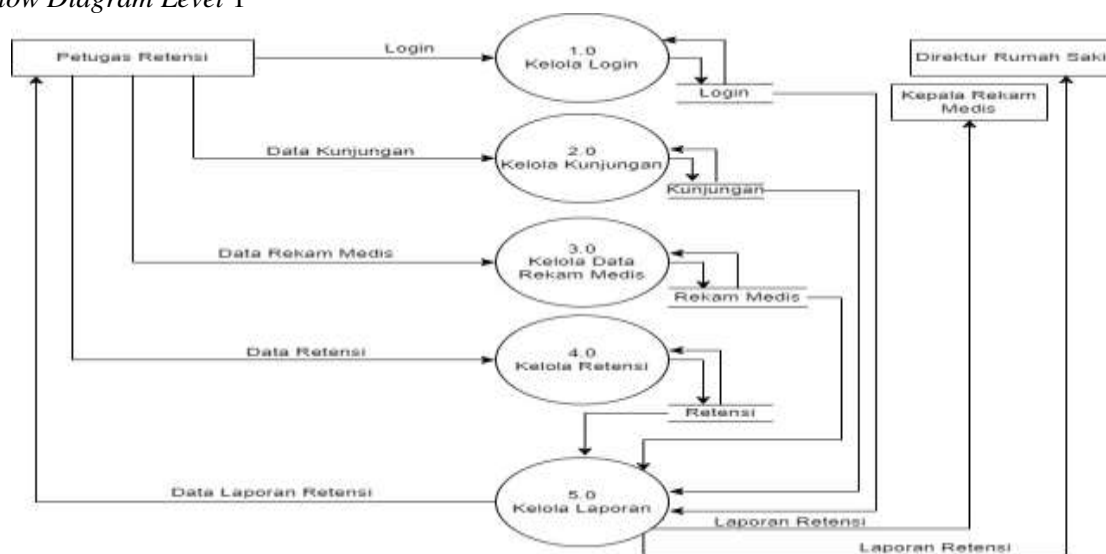 low Diagram Level 1
Petugas Retensi
Login
1.0
Kelola Login
Login
Direktur Rumah Saki
Kepala Rekam
Medis
Data Kunjungan
2.0
Kelola Kunjungan
Kunjungan
Data Rekam Medis
3.0
Kelola Data
Rekam Medis
Rekam Medis
Data Retensi
4.0
Kelola Retensi
Retensi
Data Laporan Retensi
5.0
Kelola Laporan
Laporan Retensi
Laporan Retensi